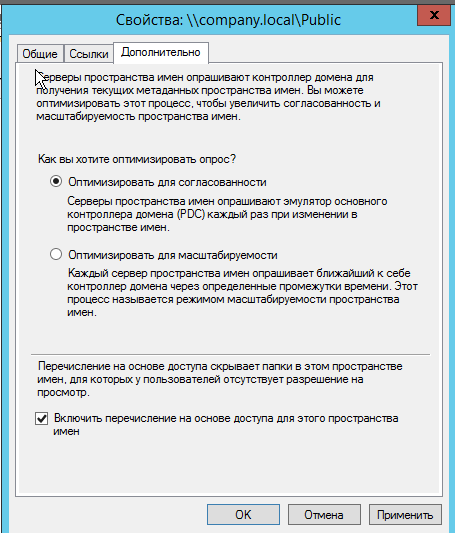 Свойства: \\company.local\Public
x
Общие
Ссылки
Дополнительно
Серверы пространства имен опрашивают контроллер домена для
получения текущих метаданных пространства имен. Вы можете
оптимизировать этот процесс, чтобы увеличить согласованность и
масштабируемость пространства имен.
Как вы хотите оптимизировать опрос?
Оптимизировать для согласованности
Серверы пространства имен опрашивают эмулятор основного
контроллера домена (PDC) каждый раз при изменении в
пространстве имен.
Оптимизировать для масштабируемости
Каждый сервер пространства имен опрашивает ближайший к себе
контроллер домена через определенные промежутки времени. Этот
процесс называется режимом масштабируемости пространства
имен.
Перечисление на основе доступа скрывает папки в этом пространстве
имен, для которых у пользователей отсутствует разрешение на
просмотр.
Включить перечисление на основе доступа для этого пространства
имен
OK
Отмена
Применить